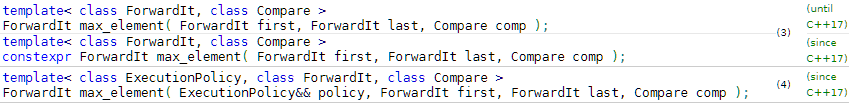 template< class ForwardIt, class Compare >
ForwardIt max_element( ForwardIt first, ForwardIt last, Compare comp );
(until
C++17)
(3)
template< class ForwardIt, class Compare >
constexpr ForwardIt max_element( ForwardIt first, ForwardIt last, Compare comp );
(since
C++17)
template< class ExecutionPolicy, class ForwardIt, class Compare >
ForwardIt max_element( ExecutionPolicy&& policy, ForwardIt first, ForwardIt last, Compare comp );
(4)
(since
C++17)